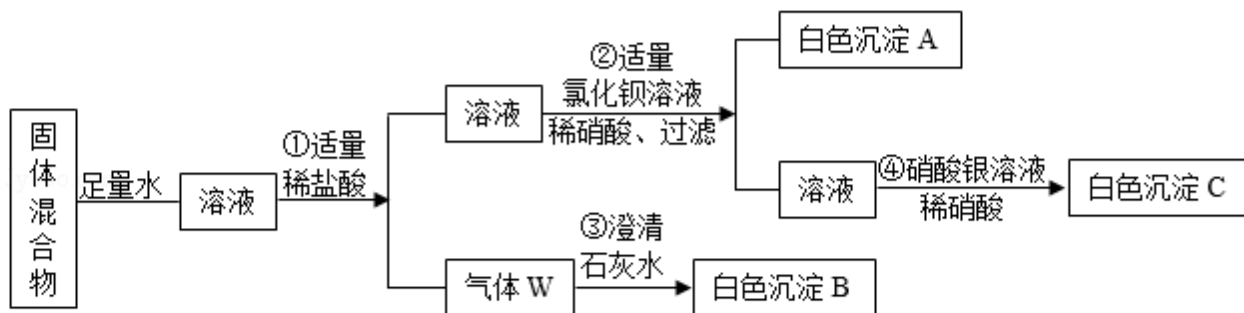 固体混合物
足量水
溶液
①适量
稀盐酸
溶液
②适量
氯化钡溶液
稀硝酸、过滤
白色沉淀 A
溶液
④硝酸银溶液
稀硝酸
白色沉淀 C
气体 W
③澄清
石灰水
白色沉淀 B